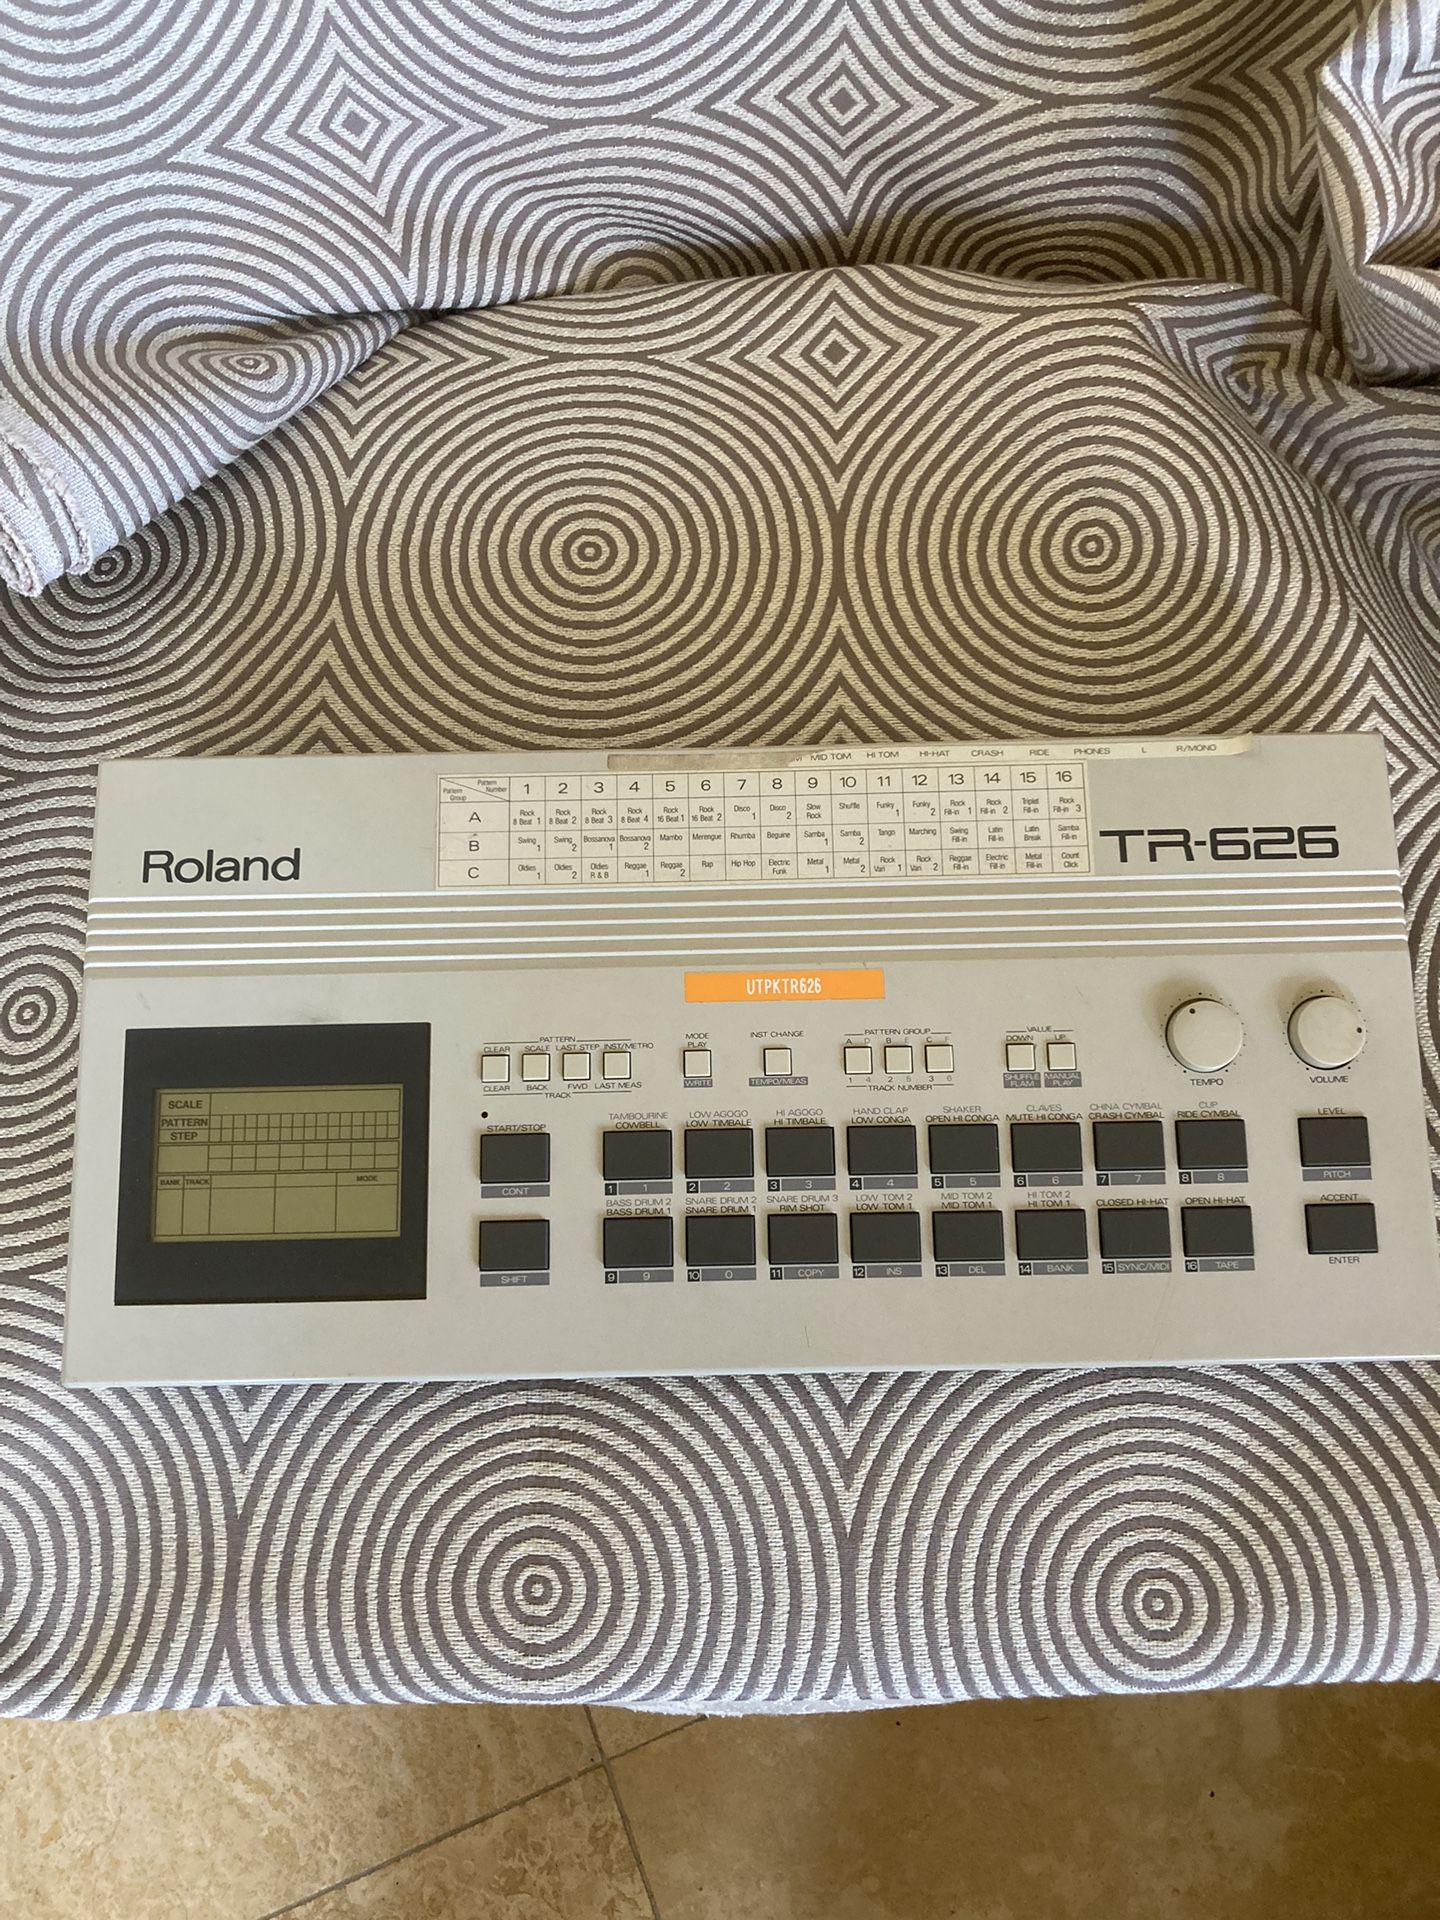 MID TOM HI TOM HI-HAT CRASH RIDE PHONES L R/MONO
Pattern Number 1 2 3 4 5 6 7 8 9 10 11 12 13 14 15 16
Pattern Group
A Rock 8 Beat 1 Rock 8 Beat 2 Rock 8 Beat 3 Rock 8 Beat 4 Rock 16 Beat 1 Rock 16 Beat 2 Disco 1 Disco 2 Slow Rock Shuffle Funky 1 Funky 2 Rock Fill-in 1 Rock Fill-in 2 Triplet Fill-in Rock Fill-in 3
B Swing 1 Swing 2 Bossanova 1 Bossanova 2 Mambo Merengue Rhumba Beguine Samba 1 Samba 2 Tango Marching Swing Fill-in Latin Fill-in Latin Break Samba Fill-in
C Oldies 1 Oldies 2 Oldies R & B Reggae 1 Reggae 2 Rap Hip Hop Electric Funk Metal 1 Metal 2 Rock Vari 1 Rock Vari 2 Reggae Fill-in Electric Fill-in Metal Fill-in Count Click
Roland
TR-626
UTPKTR626
PATTERN
CLEAR SCALE LAST STEP INST/METRO
CLEAR BACK FWD LAST MEAS
TRACK
MODE
PLAY
WRITE
INST CHANGE
TEMPO/MEAS
PATTERN GROUP
A D B E C F
1 4 2 5 3 6
TRACK NUMBER
VALUE
DOWN UP
SHUFFLE FLAM MANUAL PLAY
TEMPO
VOLUME
SCALE
PATTERN
STEP
BANK TRACK MODE
START/STOP
CONT
SHIFT
TAMBOURINE LOW AGOGO HI AGOGO HAND CLAP SHAKER CLAVES CHINA CYMBAL CUP
COWBELL LOW TIMBALE HI TIMBALE LOW CONGA OPEN HI CONGA MUTE HI CONGA CRASH CYMBAL RIDE CYMBAL
1 1 2 2 3 3 4 4 5 5 6 6 7 7 8 8
BASS DRUM 2 SNARE DRUM 2 SNARE DRUM 3 LOW TOM 2 MID TOM 2 HI TOM 2
BASS DRUM 1 SNARE DRUM 1 RIM SHOT LOW TOM 1 MID TOM 1 HI TOM 1 CLOSED HI-HAT OPEN HI-HAT
9 9 10 0 11 COPY 12 INS 13 DEL 14 BANK 15 SYNC/MIDI 16 TAPE
LEVEL
PITCH
ACCENT
ENTER